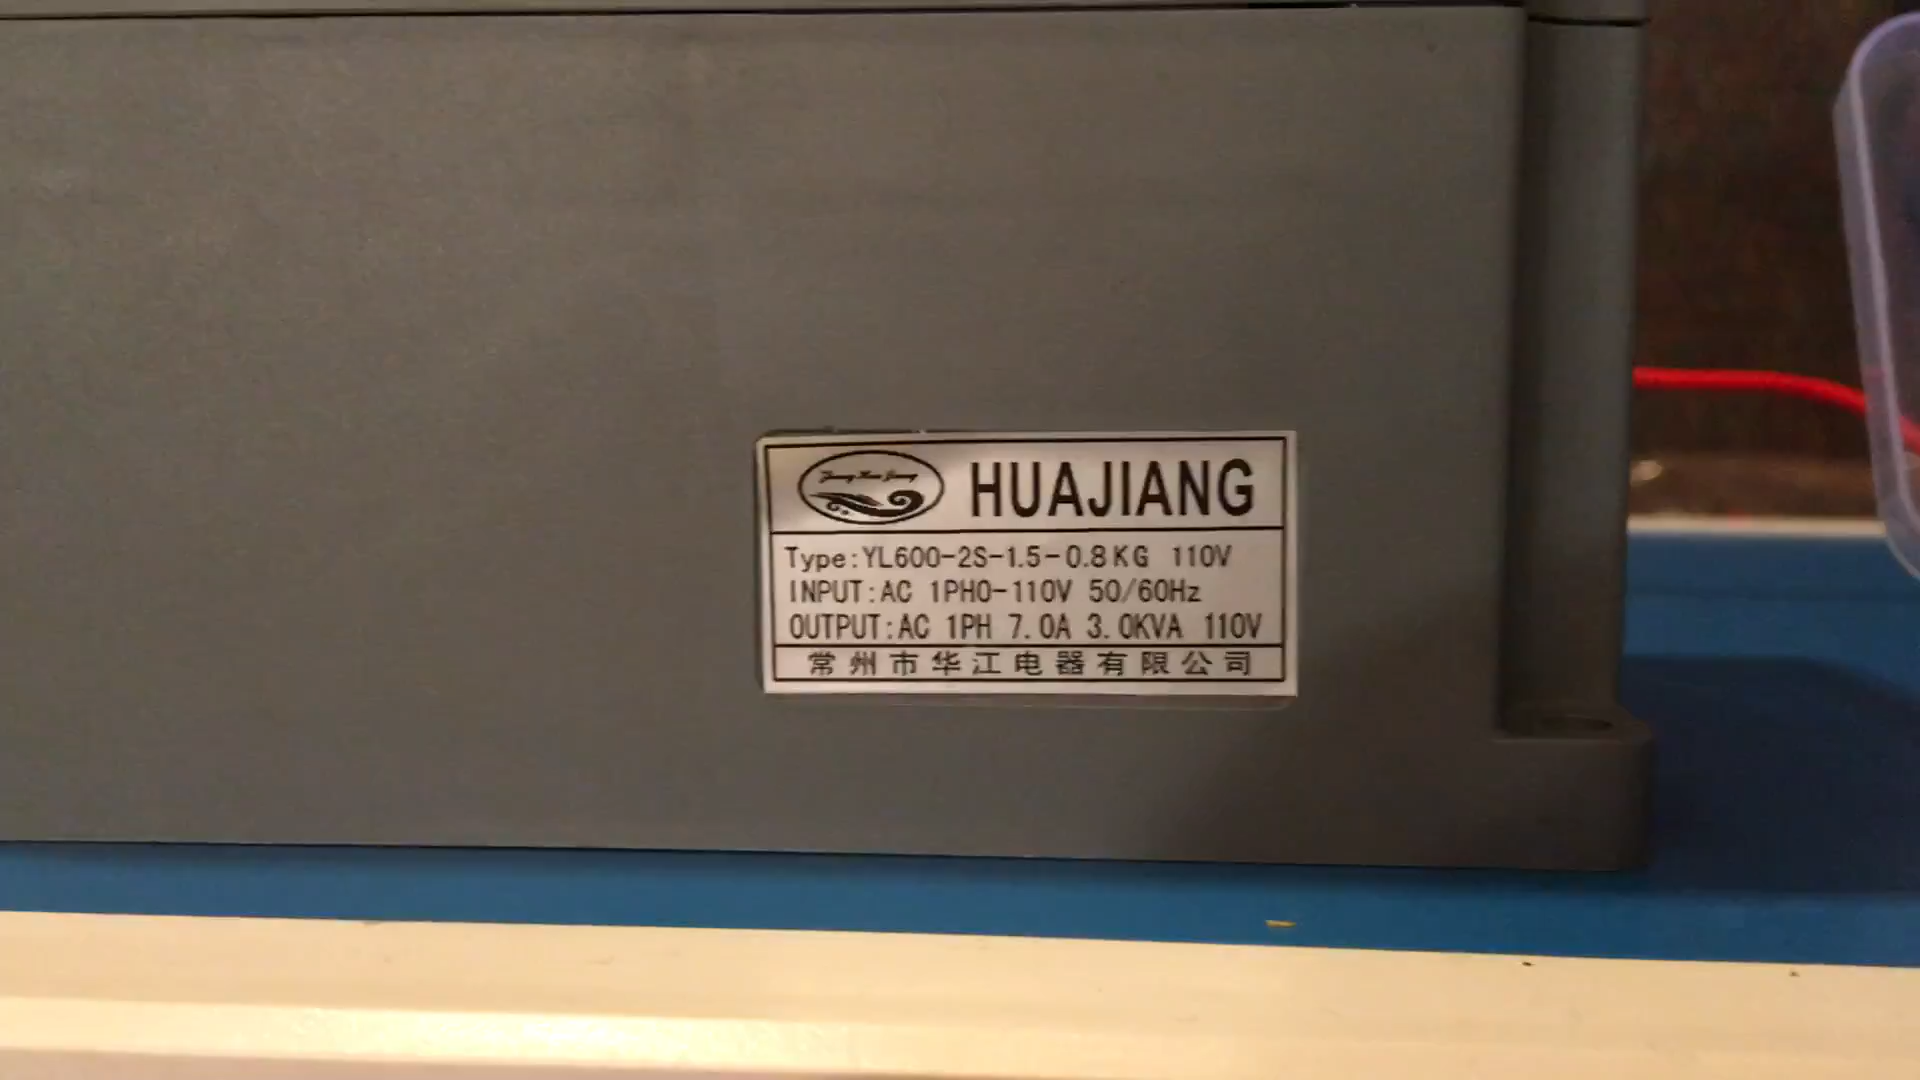 HUAJIANG
Type:YL600-2S-1.5-0.8KG 110V
INPUT:AC 1PH0-110V 50/60Hz
OUTPUT:AC 1PH 7.0A 3.0KVA 110V
常州市华江电器有限公司